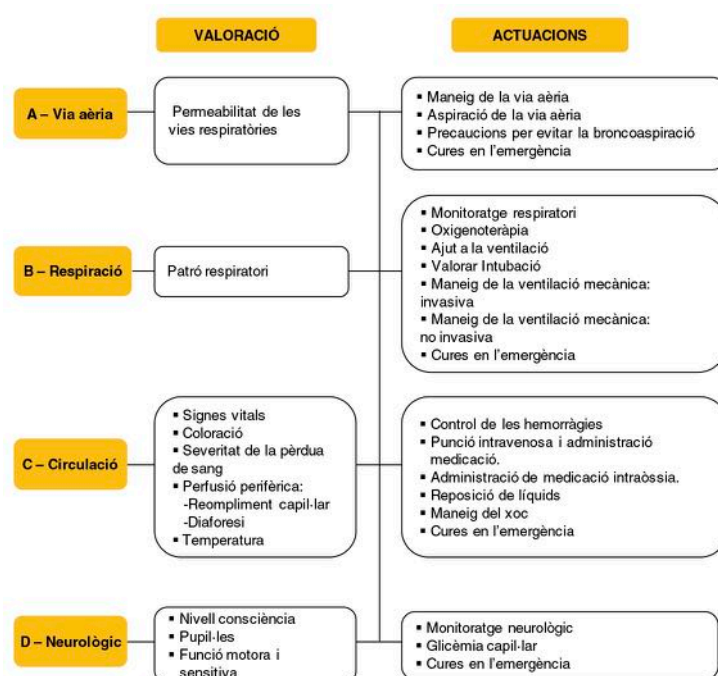 VALORACIÓ
ACTUACIONS
A – Via aèria
Permeabilitat de les
vies respiratòries
▪ Maneig de la via aèria
▪ Aspiració de la via aèria
▪ Precaucions per evitar la broncoaspiració
▪ Cures en l’emergència
B – Respiració
Patró respiratori
▪ Monitoratge respiratori
▪ Oxigenoteràpia
▪ Ajut a la ventilació
▪ Valorar Intubació
▪ Maneig de la ventilació mecànica:
invasiva
▪ Maneig de la ventilació mecànica:
no invasiva
▪ Cures en l’emergència
C – Circulació
▪ Signes vitals
▪ Coloració
▪ Severitat de la pèrdua
de sang
▪ Perfusió perifèrica:
-Reompliment capil·lar
-Diaforesi
▪ Temperatura
▪ Control de les hemorràgies
▪ Punció intravenosa i administració
medicació.
▪ Administració de medicació intraòssia.
▪ Reposició de líquids
▪ Maneig del xoc
▪ Cures en l’emergència
D – Neurològic
▪ Nivell consciència
▪ Pupil·les
▪ Funció motora i
sensitiva
▪ Monitoratge neurològic
▪ Glicèmia capil·lar
▪ Cures en l’emergència